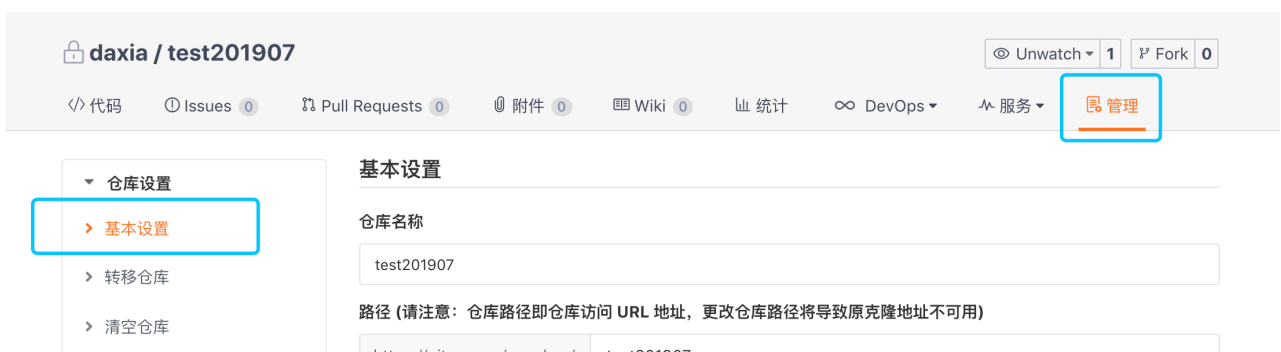 daxia / test201907
Unwatch 1 Fork 0
代码 Issues 0 Pull Requests 0 附件 0 Wiki 0 统计 DevOps 服务 管理
仓库设置
基本设置
转移仓库
清空仓库
基本设置
仓库名称
test201907
路径 (请注意：仓库路径即仓库访问 URL 地址，更改仓库路径将导致原克隆地址不可用)
test201907